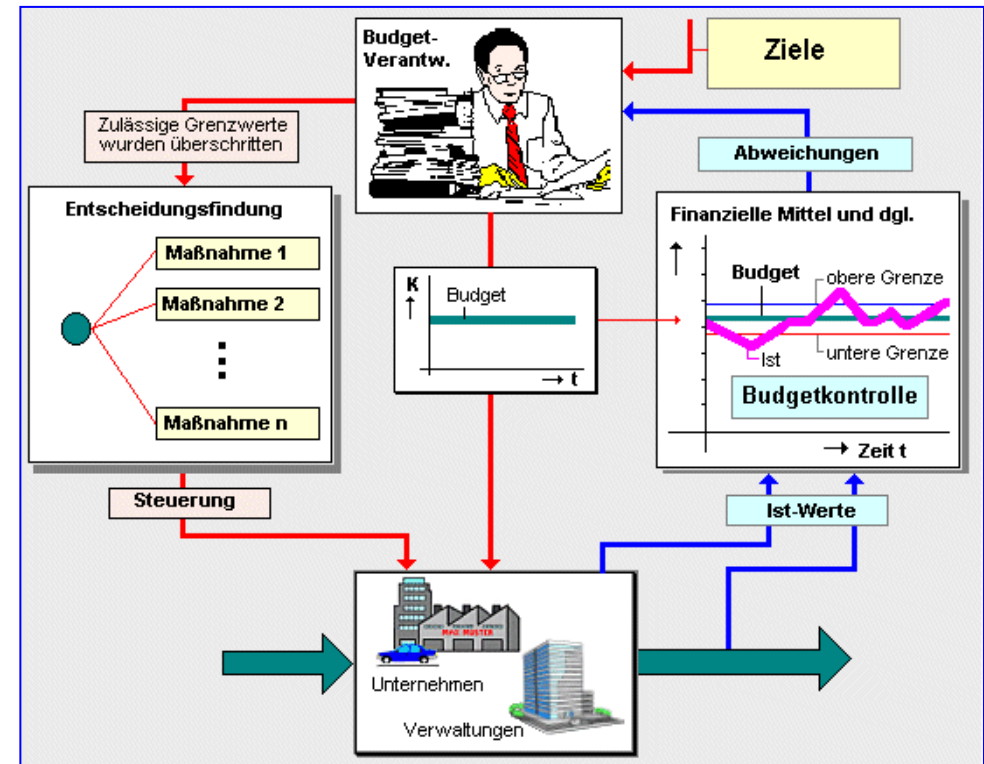 Budget-
Verantw.
Ziele
Zulässige Grenzwerte
wurden überschritten
Abweichungen
Entscheidungsfindung
Maßnahme 1
Maßnahme 2
Maßnahme n
K
Budget
t
Finanzielle Mittel und dgl.
Budget
obere Grenze
Ist
untere Grenze
Budgetkontrolle
Zeit t
Steuerung
Ist-Werte
MAX MUSTER
Unternehmen
Verwaltungen